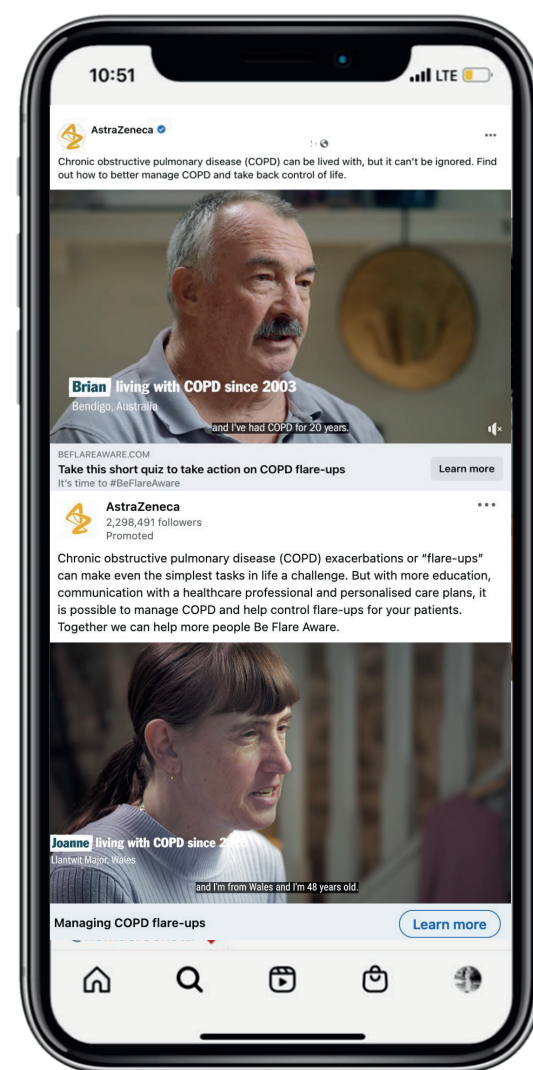 10:51
LTE
AstraZeneca
Chronic obstructive pulmonary disease (COPD) can be lived with, but it can't be ignored. Find
out how to better manage COPD and take back control of life.
Brian living with COPD since 2003
Bendigo, Australia
and I've had COPD for 20 years.
BEFLAREAWARE.COM
Take this short quiz to take action on COPD flare-ups
Learn more
It's time to #BeFlareAware
AstraZeneca
2,298,491 followers
Promoted
Chronic obstructive pulmonary disease (COPD) exacerbations or “flare-ups”
can make even the simplest tasks in life a challenge. But with more education,
communication with a healthcare professional and personalised care plans, it
is possible to manage COPD and help control flare-ups for your patients.
Together we can help more people Be Flare Aware.
Joanne living with COPD since
Llantwit Major, Wales
and I'm from Wales and I'm 48 years old.
Managing COPD flare-ups
Learn more